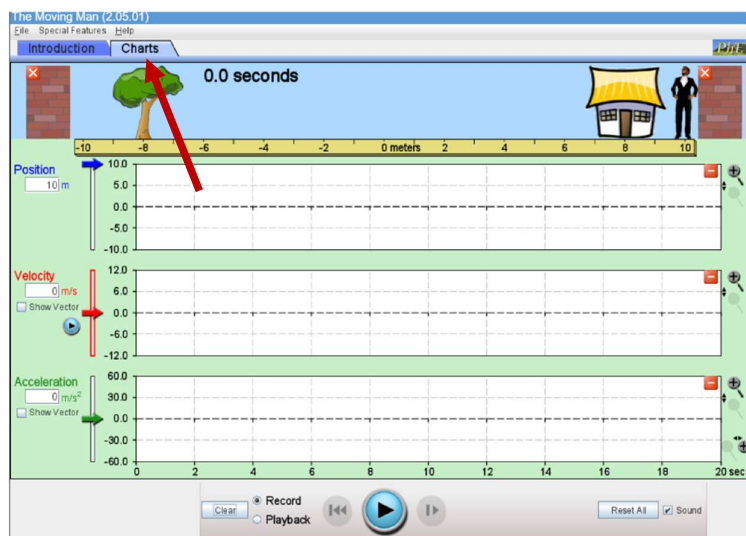 The Moving Man (2.05.01)
File Special Features Help
Introduction Charts
0.0 seconds
-10 -8 -6 -4 -2 0 meters 2 4 6 8 10
Position
10 m
10.0
5.0
0.0
-5.0
-10.0
Velocity
0 m/s
Show Vector
12.0
6.0
0.0
-6.0
-12.0
Acceleration
0 m/s²
Show Vector
60.0
30.0
0.0
-30.0
-60.0
0 2 4 6 8 10 12 14 16 18 20 sec
Clear
Record
Playback
Reset All
Sound